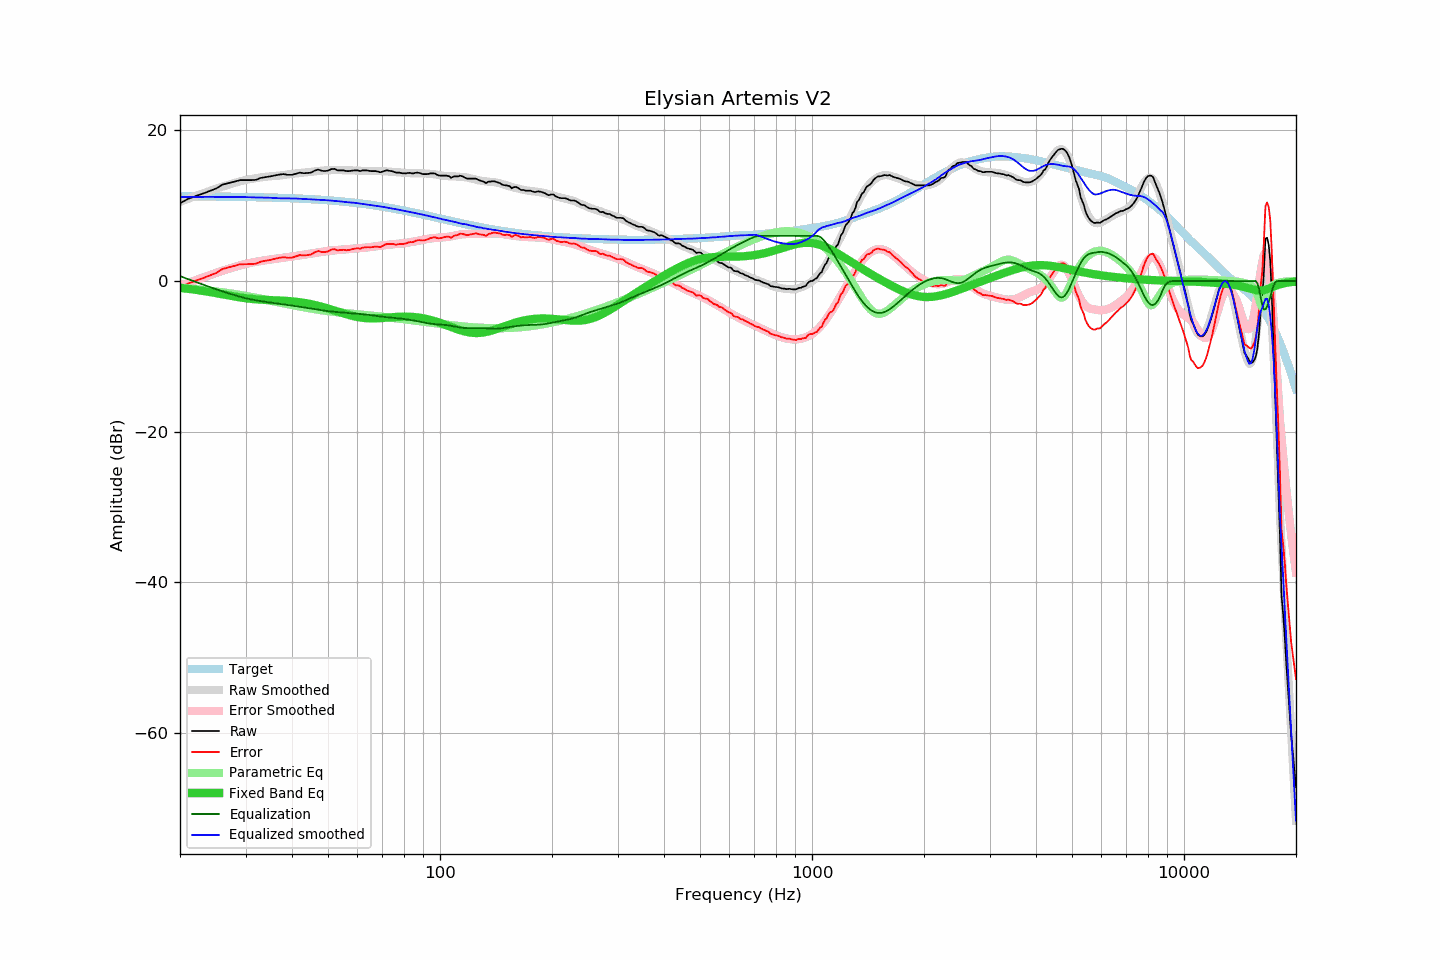 Elysian Artemis V2
20
0
−20
−40
−60
Amplitude (dBr)
100
1000
10000
Frequency (Hz)
Target
Raw Smoothed
Error Smoothed
Raw
Error
Parametric Eq
Fixed Band Eq
Equalization
Equalized smoothed